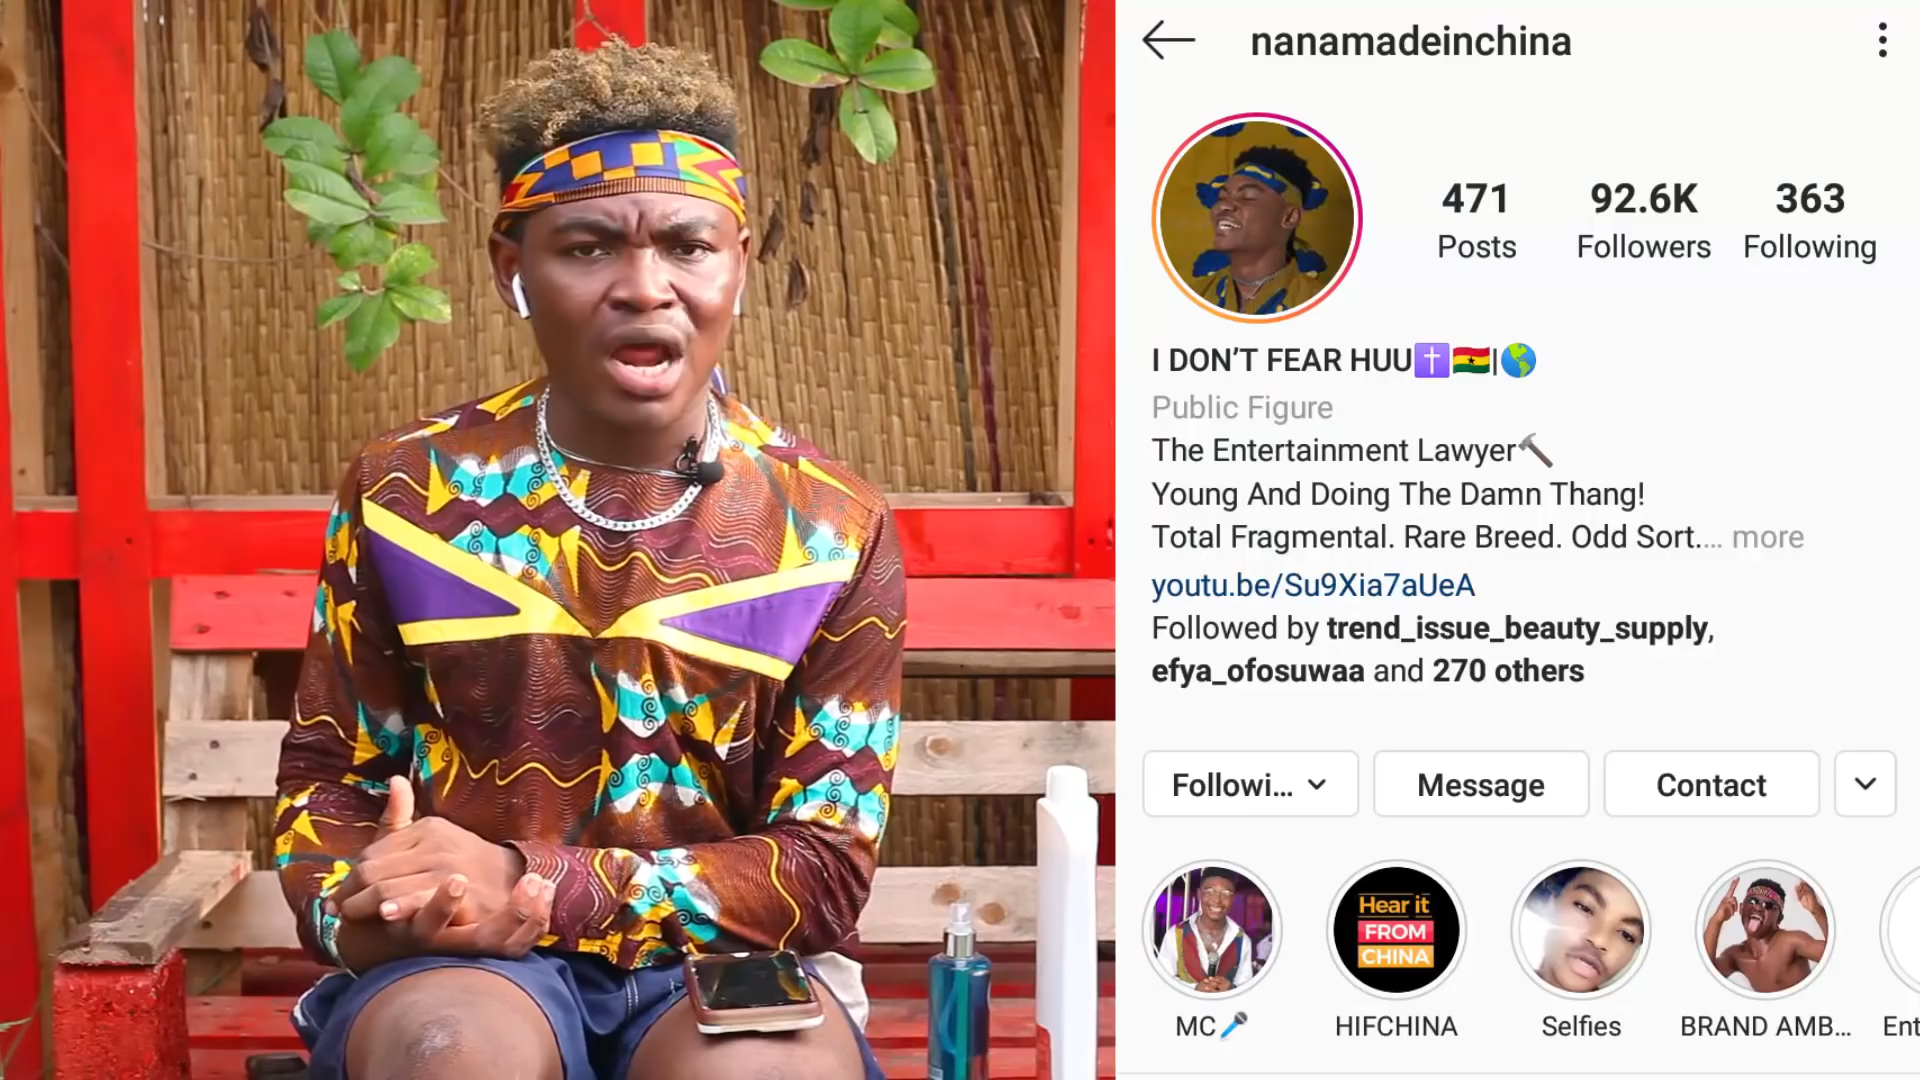 nanamadeinchina
471 92.6K 363
Posts Followers Following
I DON’T FEAR HUU✝️🇬🇭|🌎
Public Figure
The Entertainment Lawyer🔨
Young And Doing The Damn Thang!
Total Fragmental. Rare Breed. Odd Sort.... more
youtu.be/Su9Xia7aUeA
Followed by trend_issue_beauty_supply,
efya_ofosuwaa and 270 others
Followi... Message Contact
Hear it
FROM
CHINA
MC🎤 HIFCHINA Selfies BRAND AMB... Ent